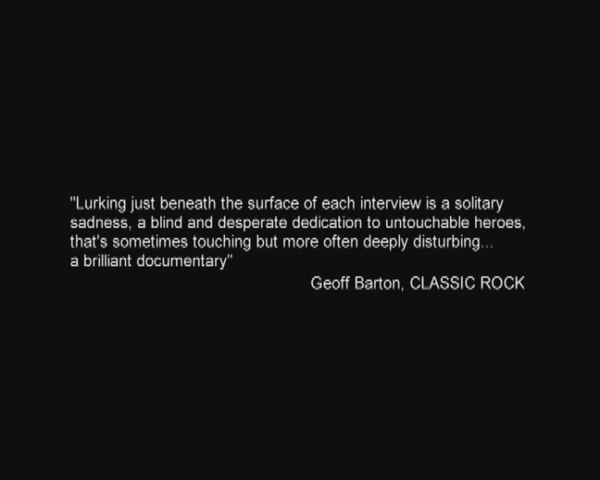 "Lurking just beneath the surface of each interview is a solitary
sadness, a blind and desperate dedication to untouchable heroes,
that's sometimes touching but more often deeply disturbing...
a brilliant documentary"
Geoff Barton, CLASSIC ROCK